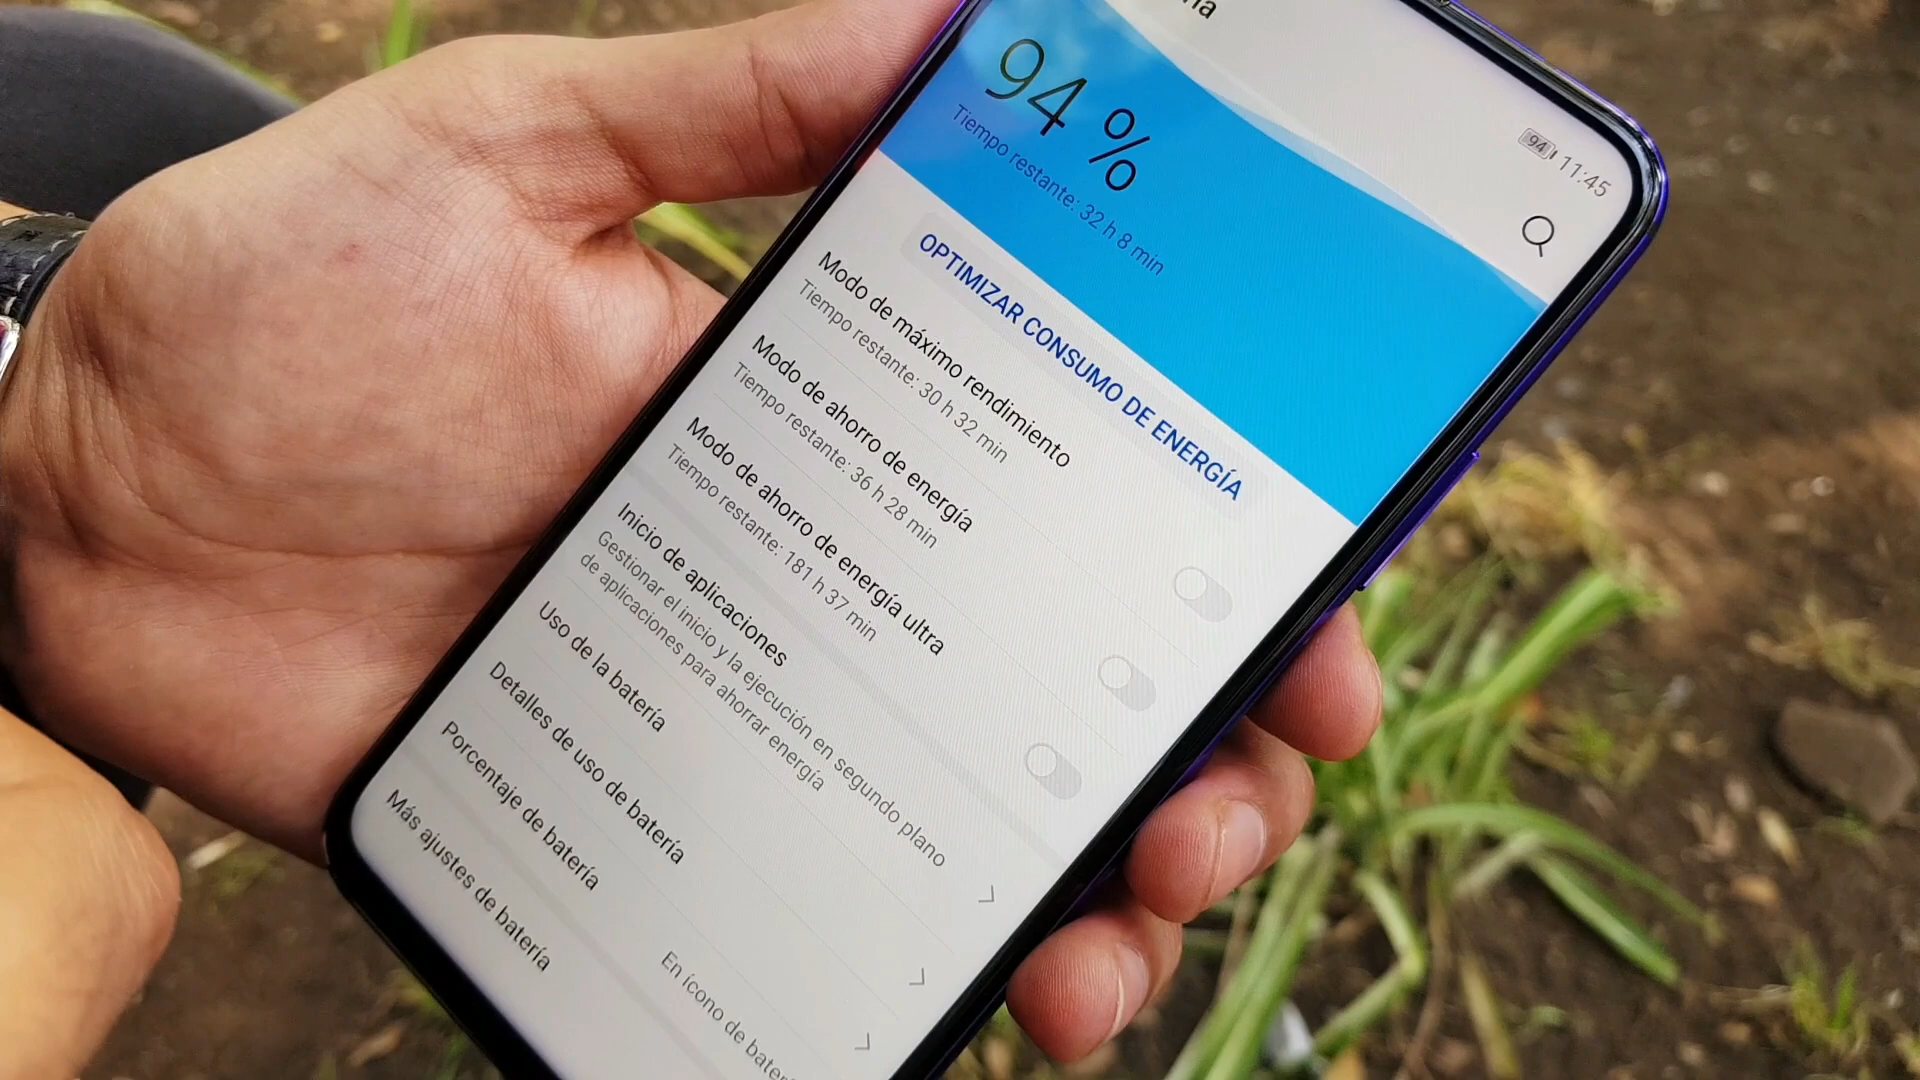 94 11:45
94 %
Tiempo restante: 32 h 8 min
OPTIMIZAR CONSUMO DE ENERGÍA
Modo de máximo rendimiento
Tiempo restante: 30 h 32 min
Modo de ahorro de energía
Tiempo restante: 36 h 28 min
Modo de ahorro de energía ultra
Tiempo restante: 181 h 37 min
Inicio de aplicaciones
Gestionar el inicio y la ejecución en segundo plano
de aplicaciones para ahorrar energía
Uso de la batería
Detalles de uso de batería
Porcentaje de batería
En ícono de
Más ajustes de batería